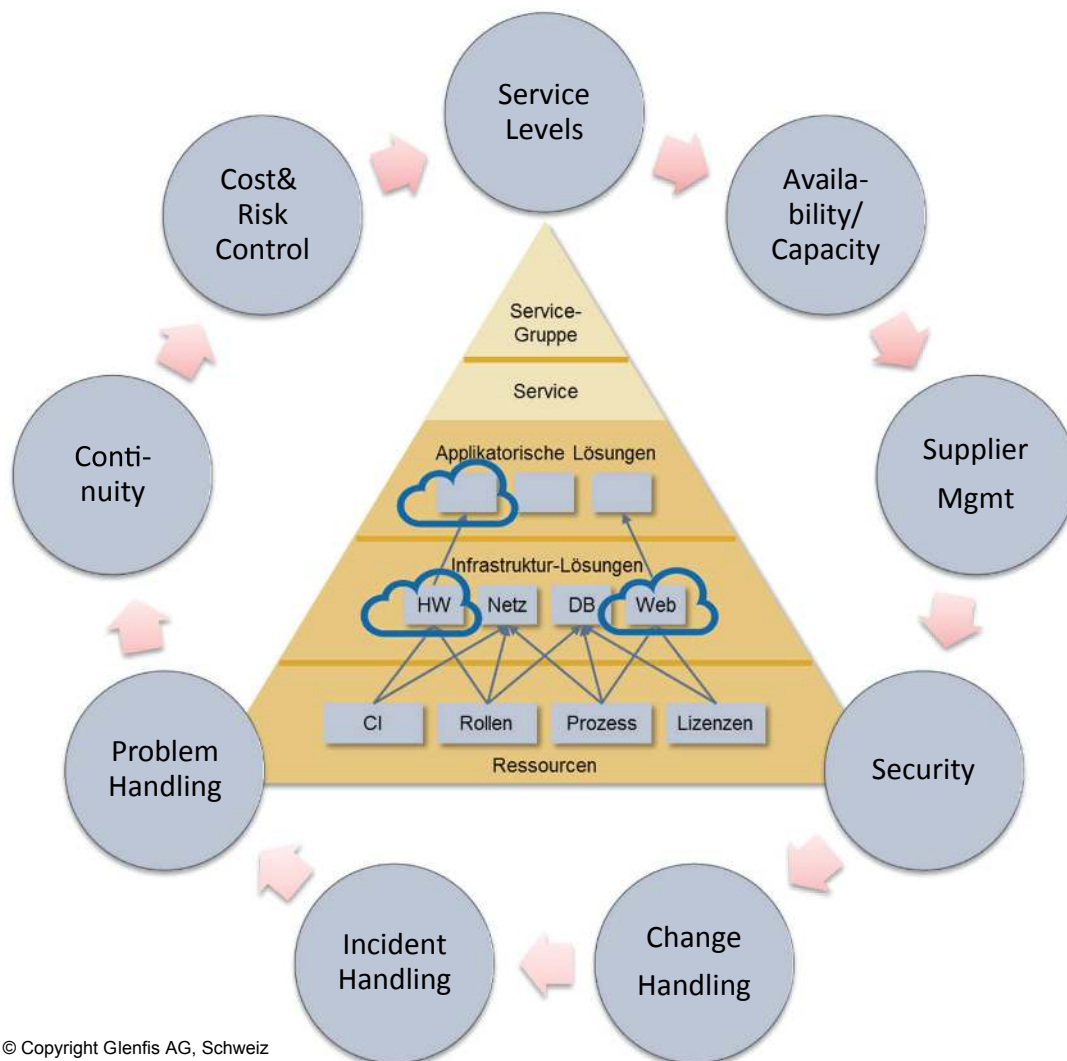 Service
Levels
Availa-
bility/
Capacity
Supplier
Mgmt
Security
Change
Handling
Incident
Handling
Problem
Handling
Conti-
nuity
Cost&
Risk
Control
Service-
Gruppe
Service
Applikatorische Lösungen
Infrastruktur-Lösungen
HW Netz DB Web
CI Rollen Prozess Lizenzen
Ressourcen
© Copyright Glenfis AG, Schweiz